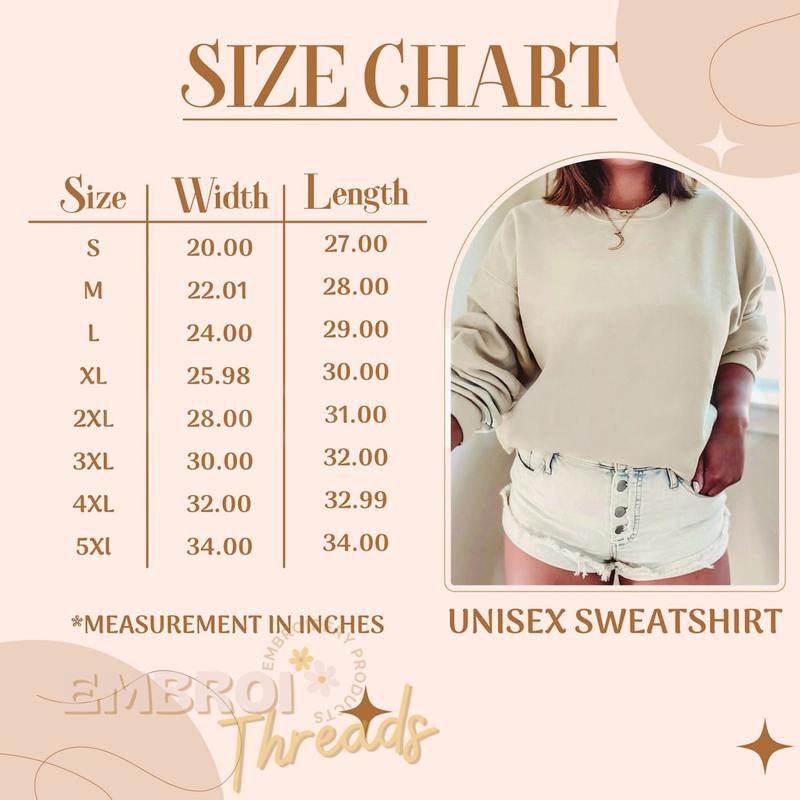 SIZE CHART
Size Width Length
S 20.00 27.00
M 22.01 28.00
L 24.00 29.00
XL 25.98 30.00
2XL 28.00 31.00
3XL 30.00 32.00
4XL 32.00 32.99
5Xl 34.00 34.00
*MEASUREMENT IN INCHES
UNISEX SWEATSHIRT
EMBROIDERY PRODUCTS
EMBROI
Threads